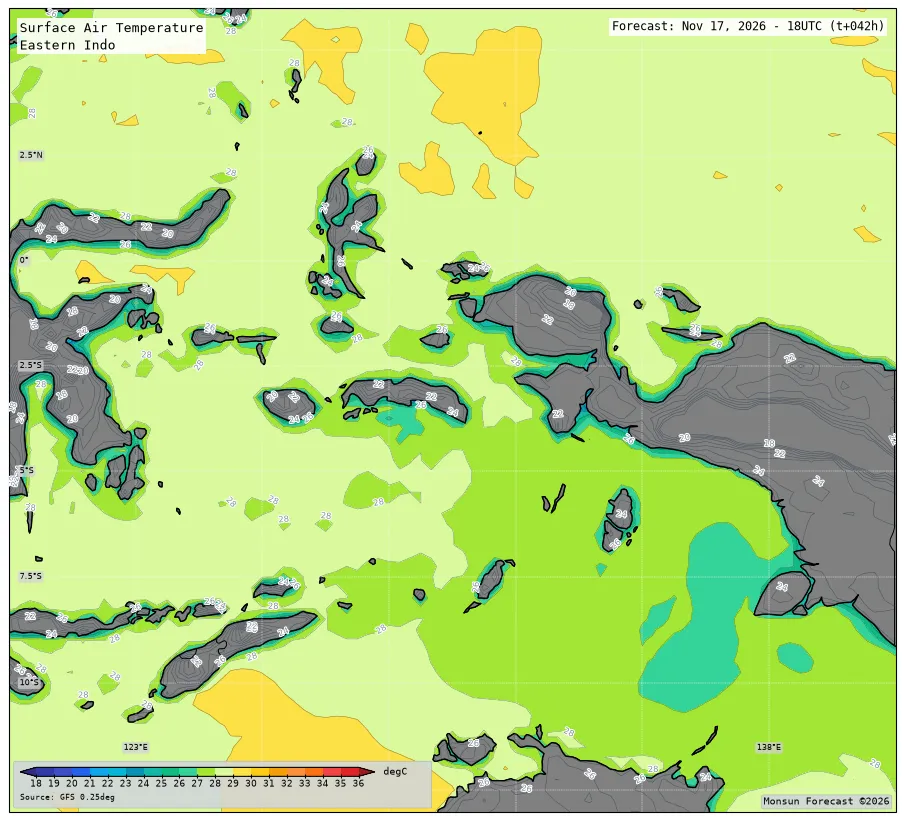 Surface Air Temperature
Eastern Indo
Forecast: Nov 17, 2026 - 18UTC (t+042h)
2.5°N
0°
2.5°S
5°S
7.5°S
10°S
123°E
138°E
degC
18 19 20 21 22 23 24 25 26 27 28 29 30 31 32 33 34 35 36
Source: GFS 0.25deg
Monsun Forecast ©2026